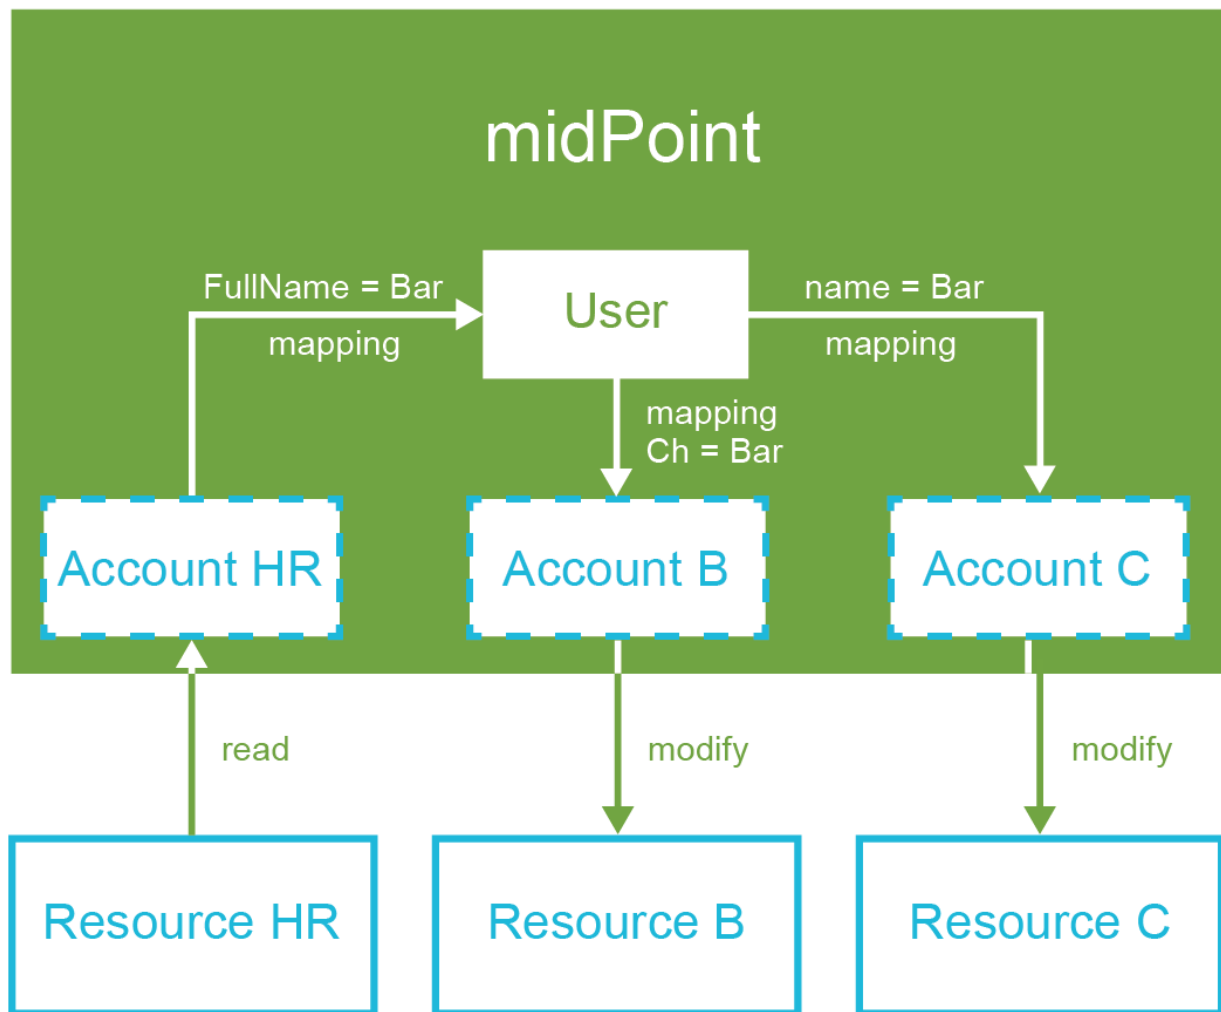 midPoint
FullName = Bar
mapping
User
name = Bar
mapping
mapping
Ch = Bar
Account HR
Account B
Account C
read
modify
modify
Resource HR
Resource B
Resource C